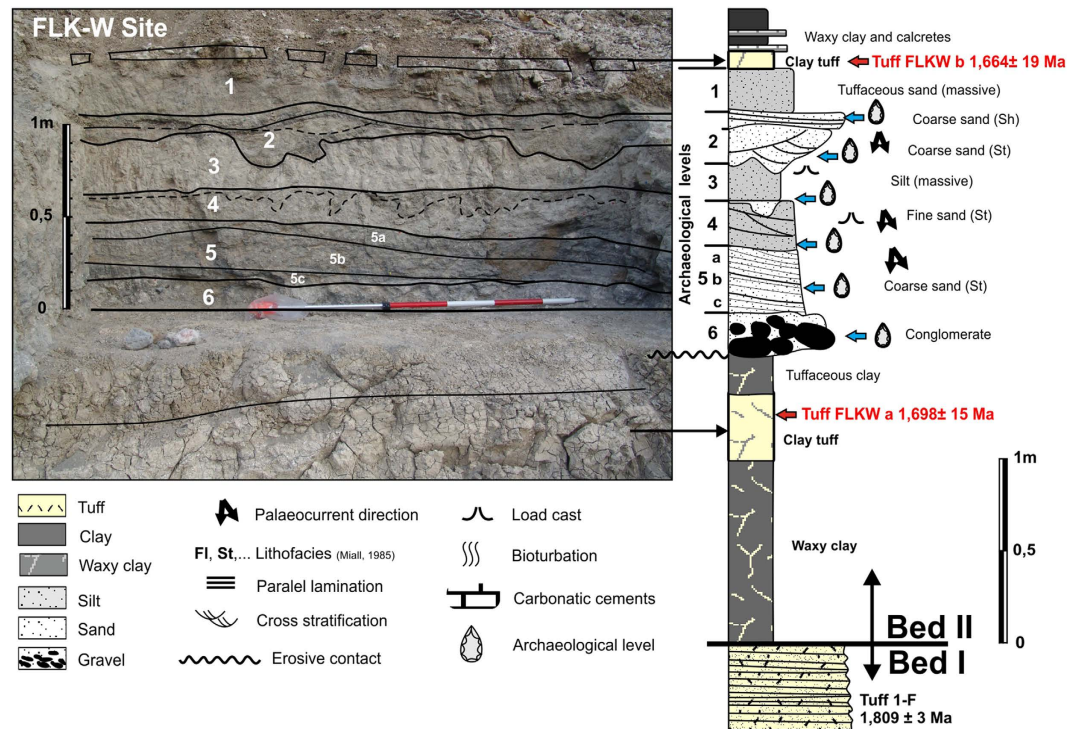 FLK-W Site
1
1m
2
3
0,5
4
5a
5
5b
5c
6
0
Waxy clay and calcretes
Clay tuff
Tuff FLKW b 1,664± 19 Ma
Archaeological levels
1
Tuffaceous sand (massive)
Coarse sand (Sh)
2
Coarse sand (St)
3
Silt (massive)
4
Fine sand (St)
a
5 b
c
Coarse sand (St)
6
Conglomerate
Tuffaceous clay
Tuff FLKW a 1,698± 15 Ma
Clay tuff
1m
Waxy clay
0,5
Bed II
0
Bed I
Tuff 1-F
1,809 ± 3 Ma
Tuff
Clay
Waxy clay
Silt
Sand
Gravel
Palaeocurrent direction
Fl, St,... Lithofacies (Miall, 1985)
Paralel lamination
Cross stratification
Erosive contact
Load cast
Bioturbation
Carbonatic cements
Archaeological level